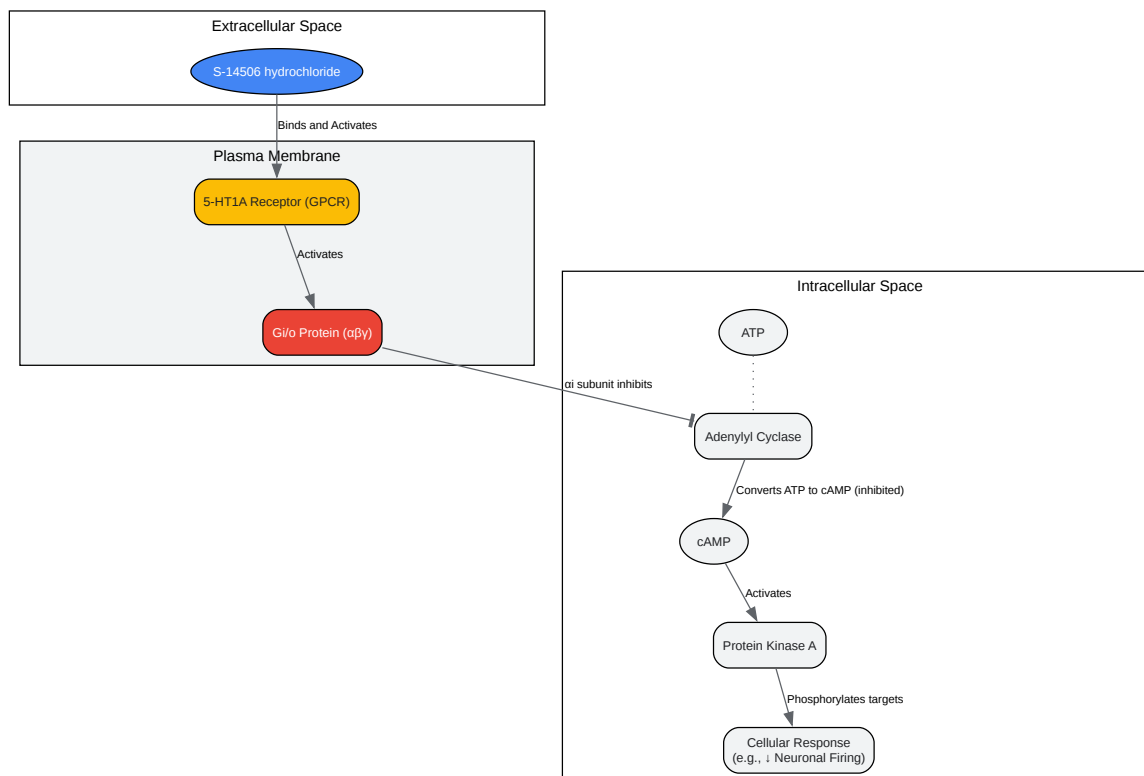 Extracellular Space
S-14506 hydrochloride
Binds and Activates
Plasma Membrane
5-HT1A Receptor (GPCR)
Activates
Gi/o Protein (αβγ)
αi subunit inhibits
Intracellular Space
ATP
Adenylyl Cyclase
Converts ATP to cAMP (inhibited)
cAMP
Activates
Protein Kinase A
Phosphorylates targets
Cellular Response
(e.g., ↓ Neuronal Firing)